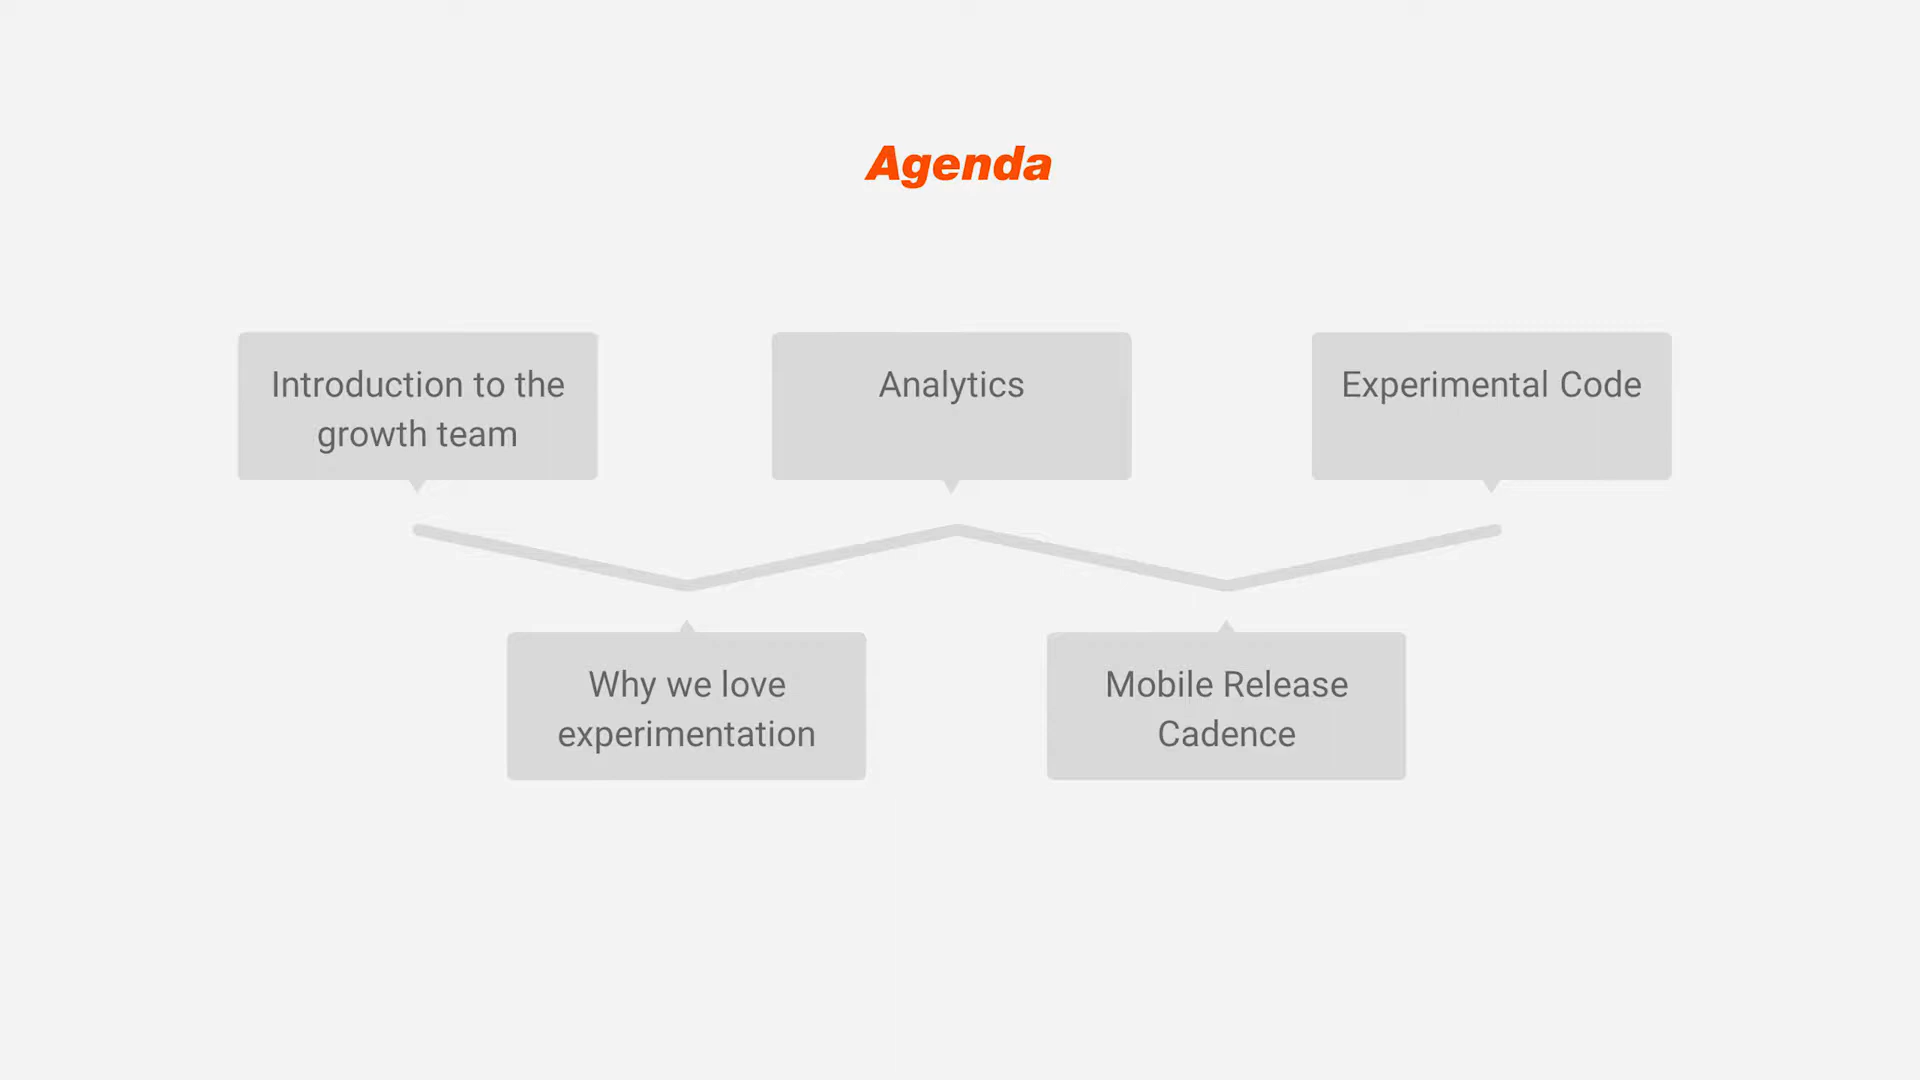 Agenda
Introduction to the
growth team
Why we love
experimentation
Analytics
Mobile Release
Cadence
Experimental Code